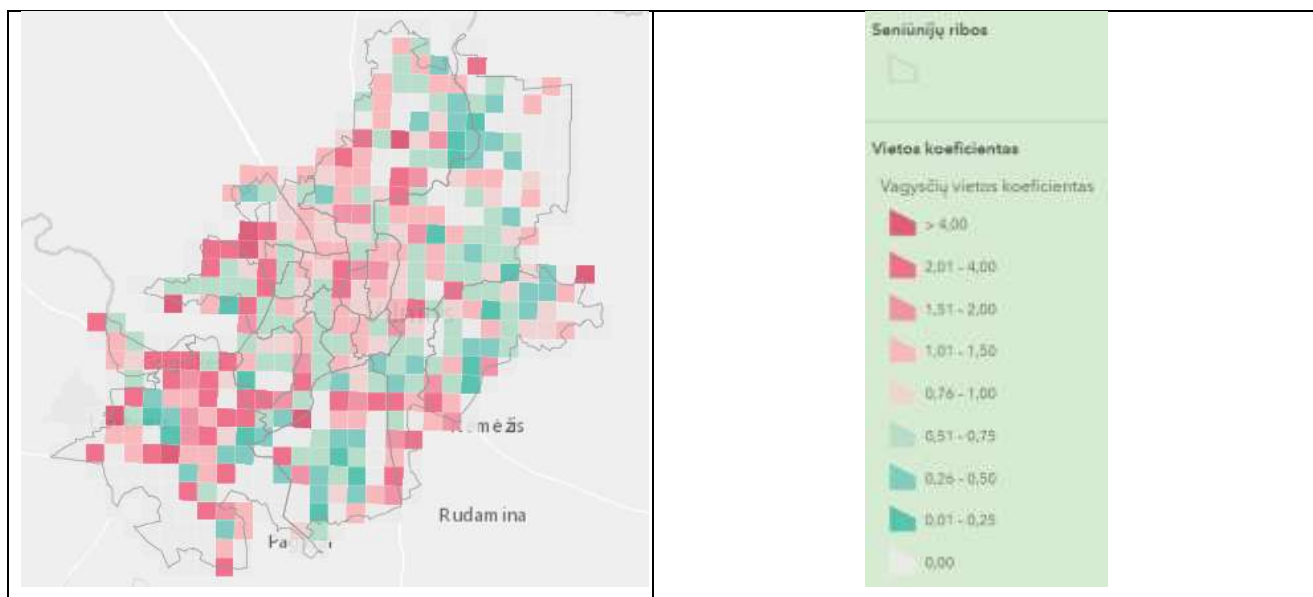 Nemėžis
Rudamina
Seniūnijų ribos
Vietos koeficientas
Vagysčių vietos koeficientas
> 4,00
2,01 - 4,00
1,51 - 2,00
1,01 - 1,50
0,76 - 1,00
0,51 - 0,75
0,26 - 0,50
0,01 - 0,25
0,00